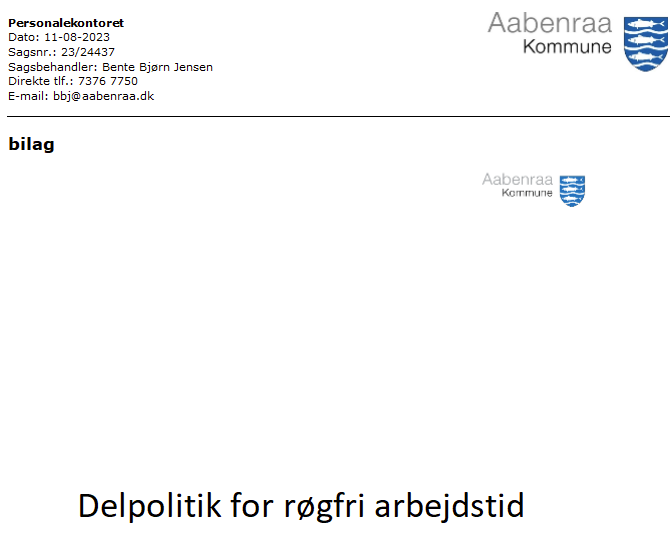 Personalekontoret
Dato: 11-08-2023
Sagsnr.: 23/24437
Sagsbehandler: Bente Bjørn Jensen
Direkte tlf.: 7376 7750
E-mail: bbj@aabenraa.dk
Aabenraa
Kommune
bilag
Aabenraa
Kommune
Delpolitik for røgfri arbejdstid